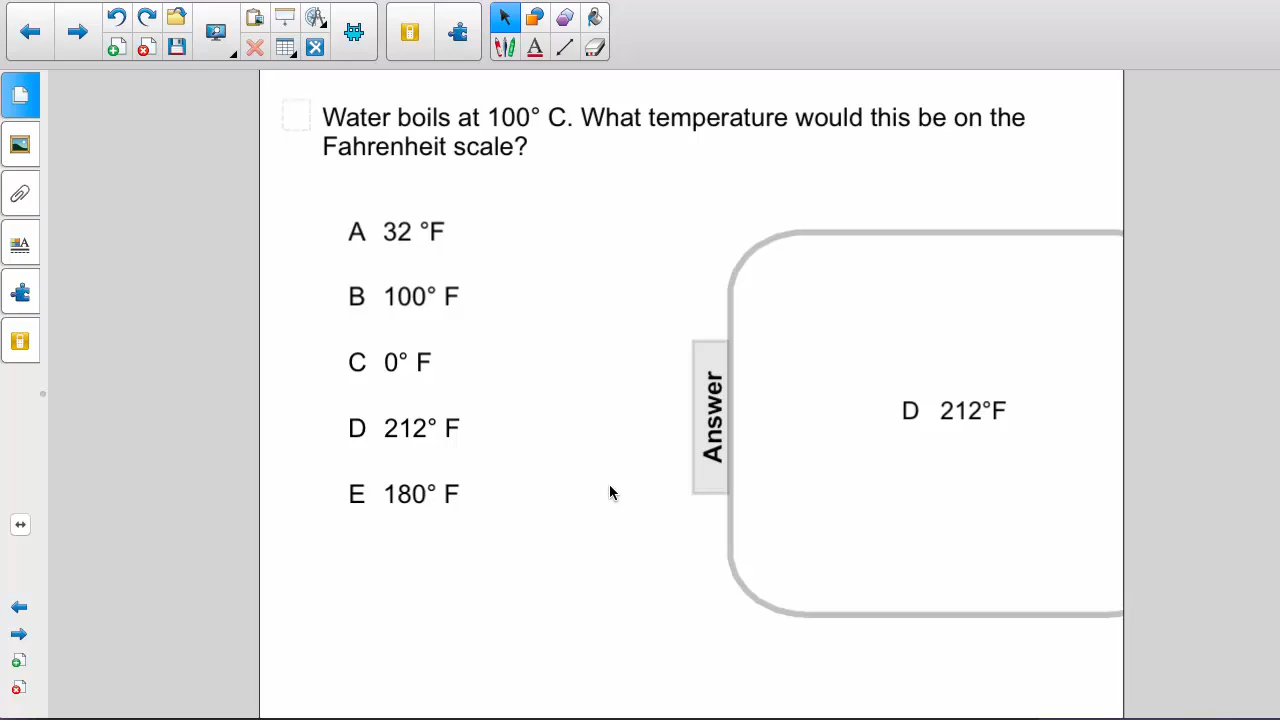 Water boils at 100° C. What temperature would this be on the
Fahrenheit scale?
A 32 °F
B 100° F
C 0° F
D 212° F
E 180° F
Answer
D 212°F